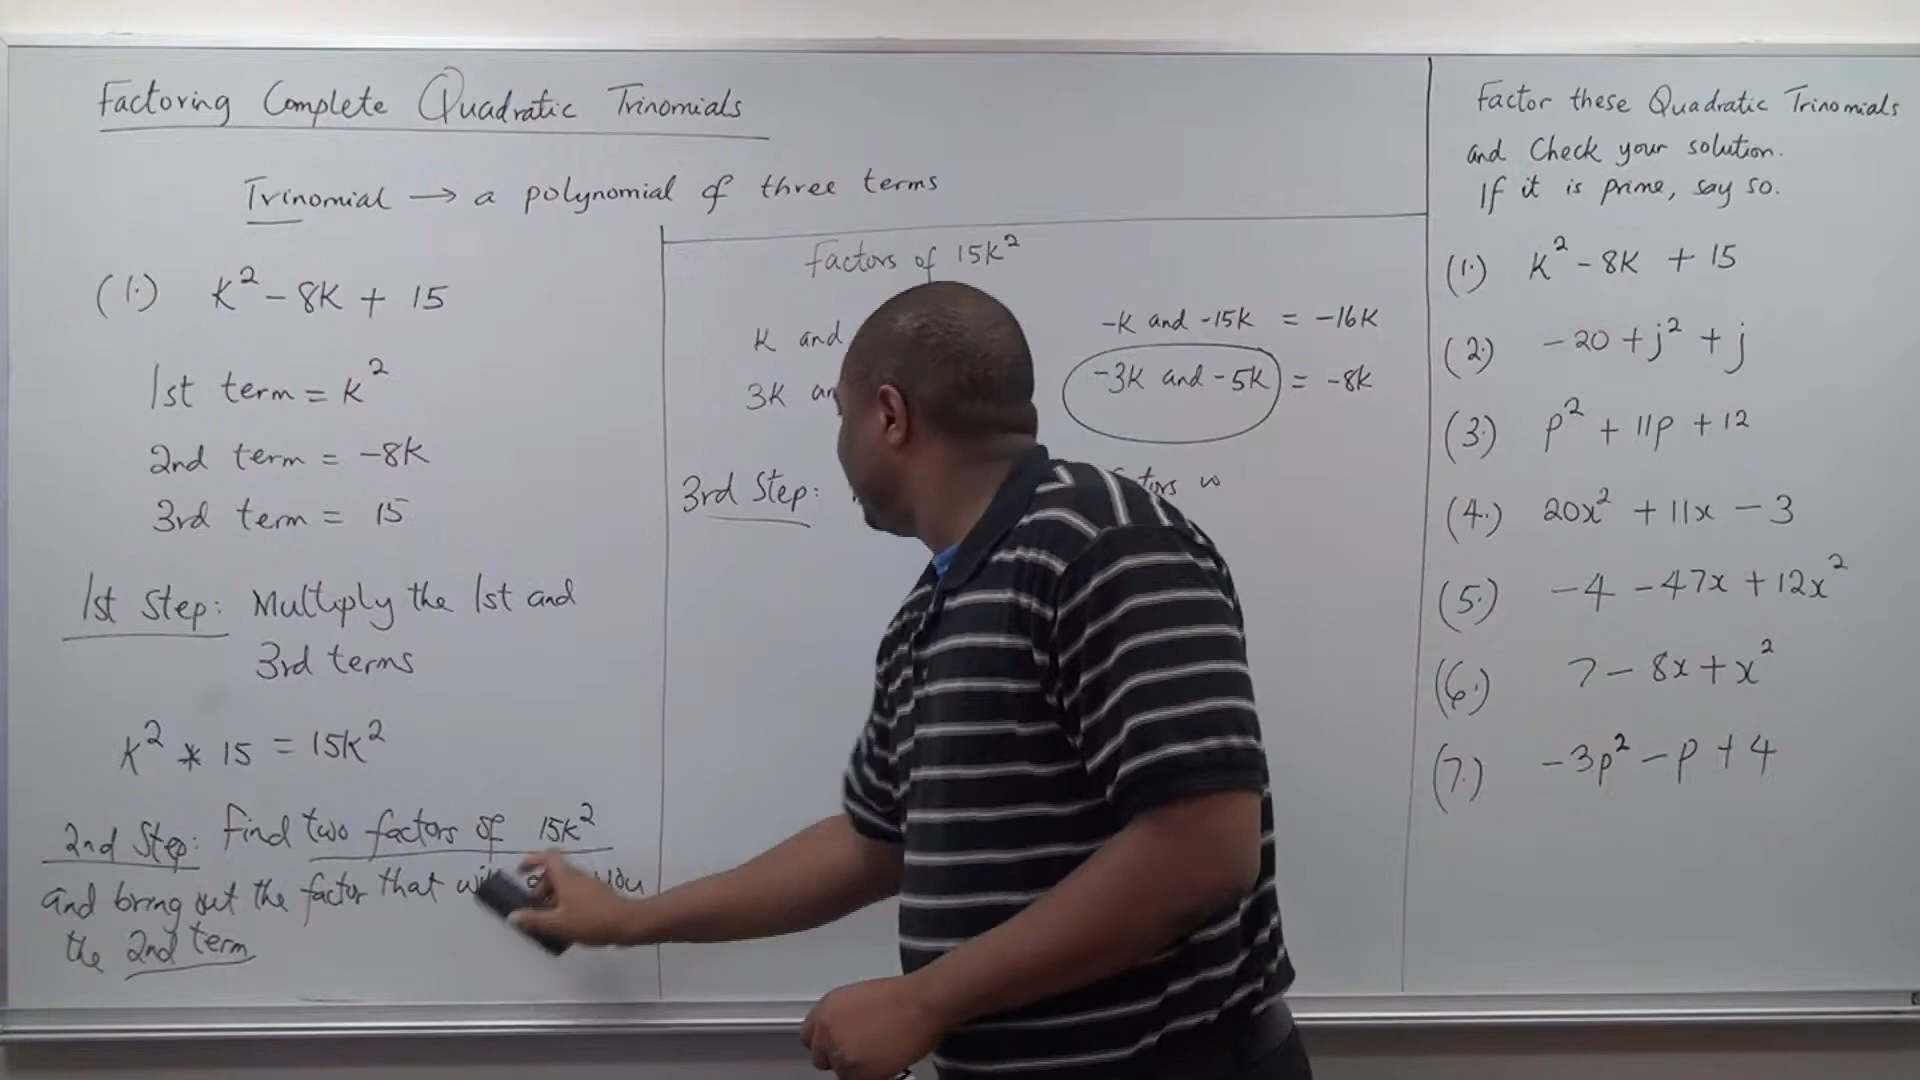 Factoring Complete Quadratic Trinomials
Trinomial → a polynomial of three terms
(1.) K² - 8K + 15
1st term = K²
2nd term = -8K
3rd term = 15
1st Step: Multiply the 1st and
3rd terms
K² * 15 = 15K²
2nd Step: Find two factors of 15K²
and bring out the factor that you
the 2nd term
Factors of 15K²
K and
3K
-K and -15K = -16K
-3K and -5K = -8K
3rd Step:
Factor these Quadratic Trinomials
and Check your solution.
If it is prime, say so.
(1.) K² - 8K + 15
(2.) -20 + j² + j
(3.) p² + 11p + 12
(4.) 20x² + 11x - 3
(5.) -4 - 47x + 12x²
(6.) 7 - 8x + x²
(7.) -3p² - p + 4